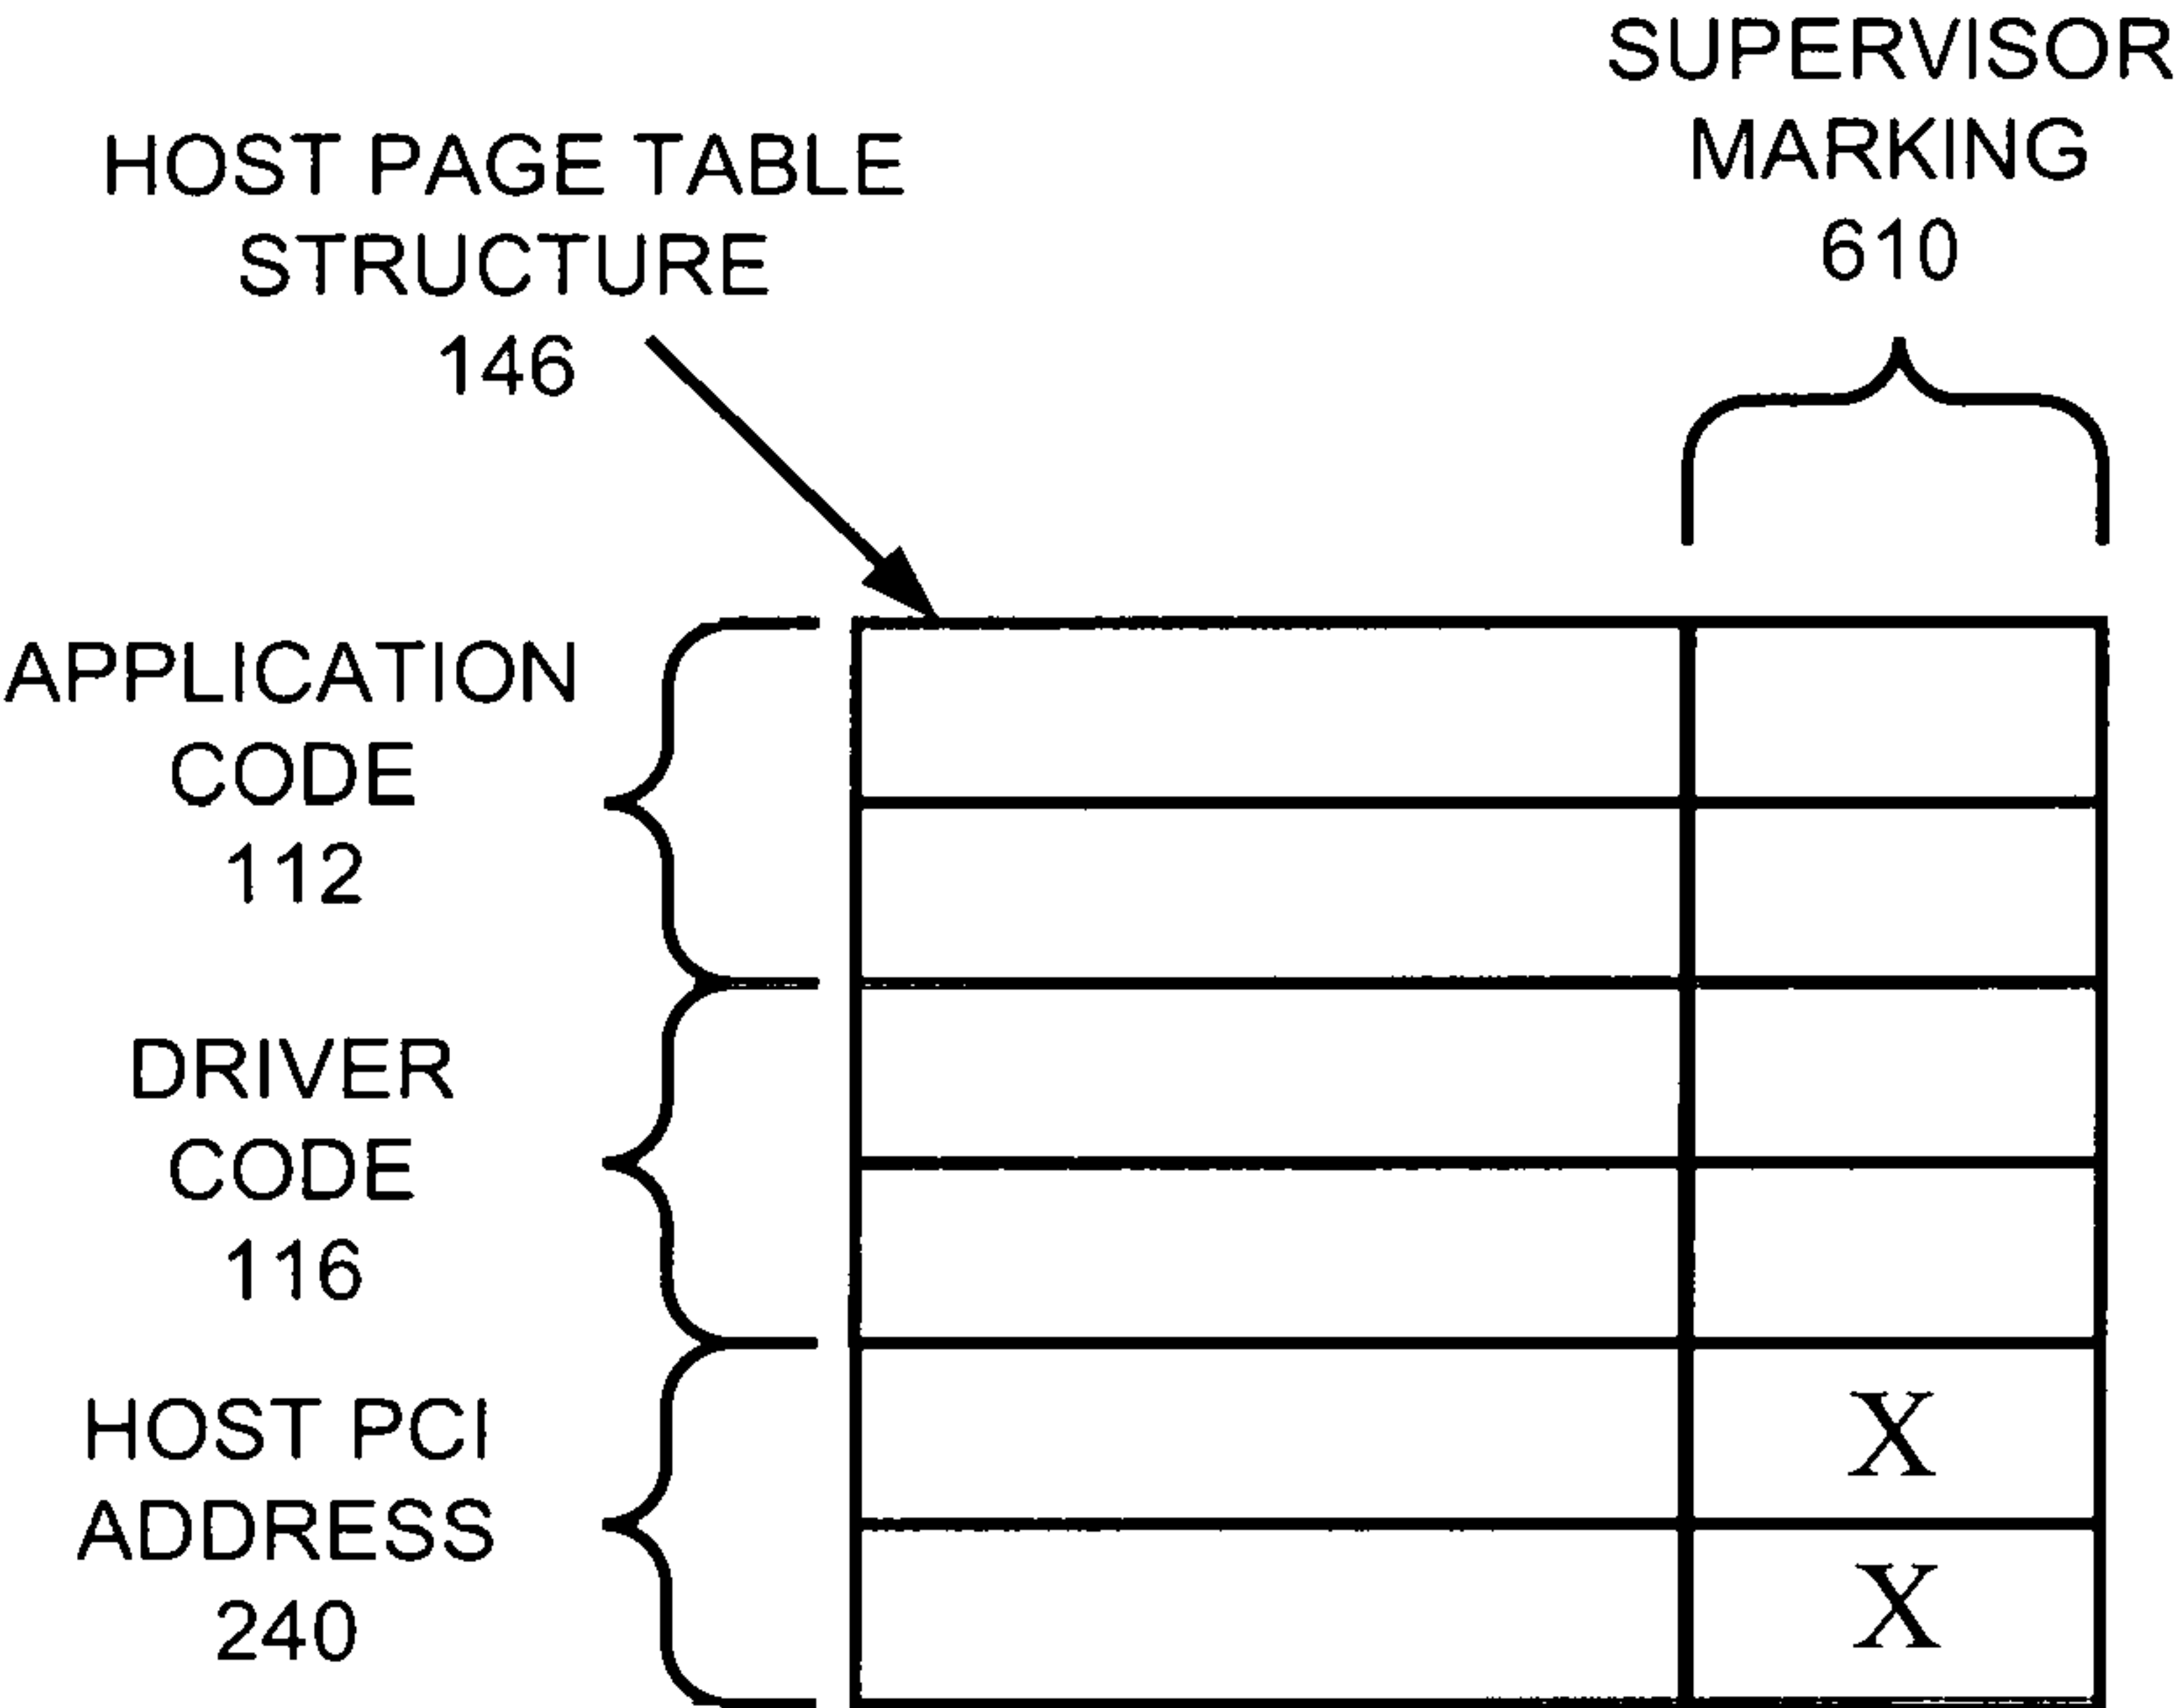 SUPERVISOR
MARKING
610
HOST PAGE TABLE
STRUCTURE
146
APPLICATION
CODE
112
DRIVER
CODE
116
HOST PCI
ADDRESS
240
X
X